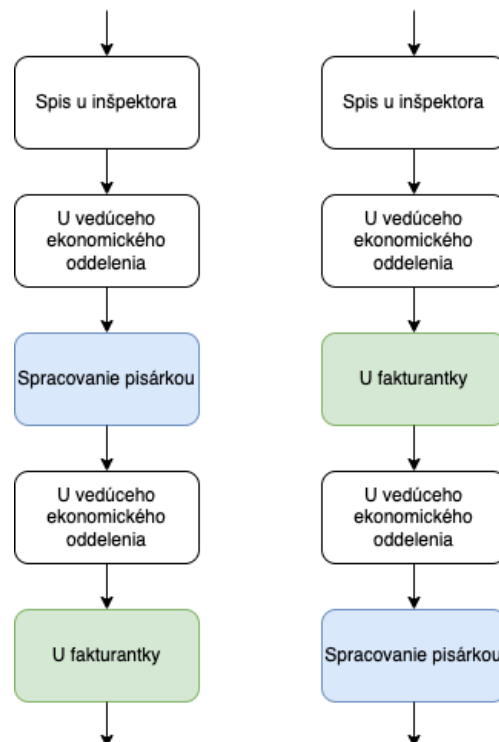 Spis u inšpektora
U vedúceho
ekonomického
oddelenia
Spracovanie pisárkou
U vedúceho
ekonomického
oddelenia
U fakturantky
Spis u inšpektora
U vedúceho
ekonomického
oddelenia
U fakturantky
U vedúceho
ekonomického
oddelenia
Spracovanie pisárkou